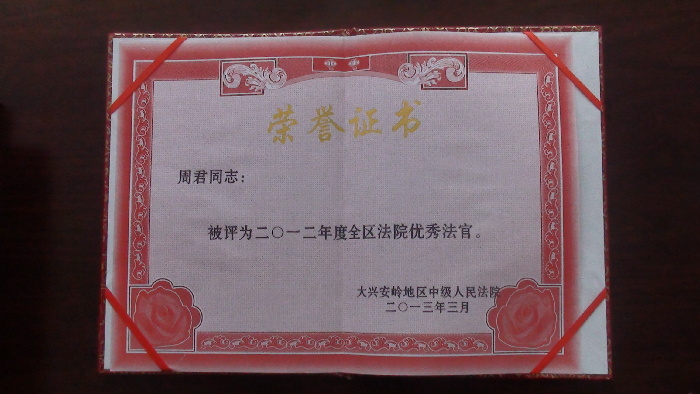 荣誉证书
周君同志：
被评为二〇一二年度全区法院优秀法官。
大兴安岭地区中级人民法院
二〇一三年三月